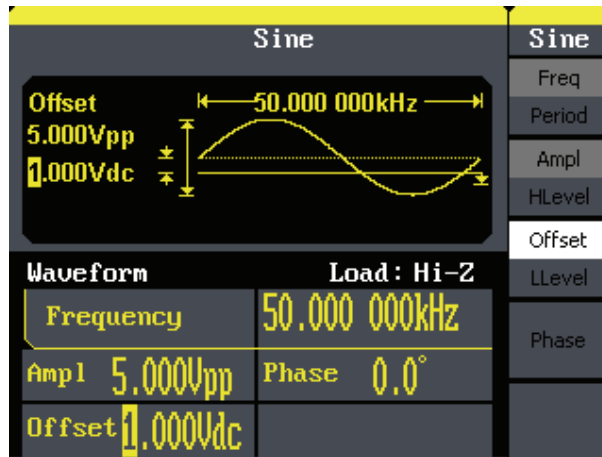 Sine
Offset
50.000 000kHz
5.000Vpp
1.000Vdc
Waveform Load: Hi-Z
Frequency 50.000 000kHz
Ampl 5.000Vpp Phase 0.0°
Offset 1.000Vdc
Sine
Freq
Period
Ampl
HLevel
Offset
LLevel
Phase